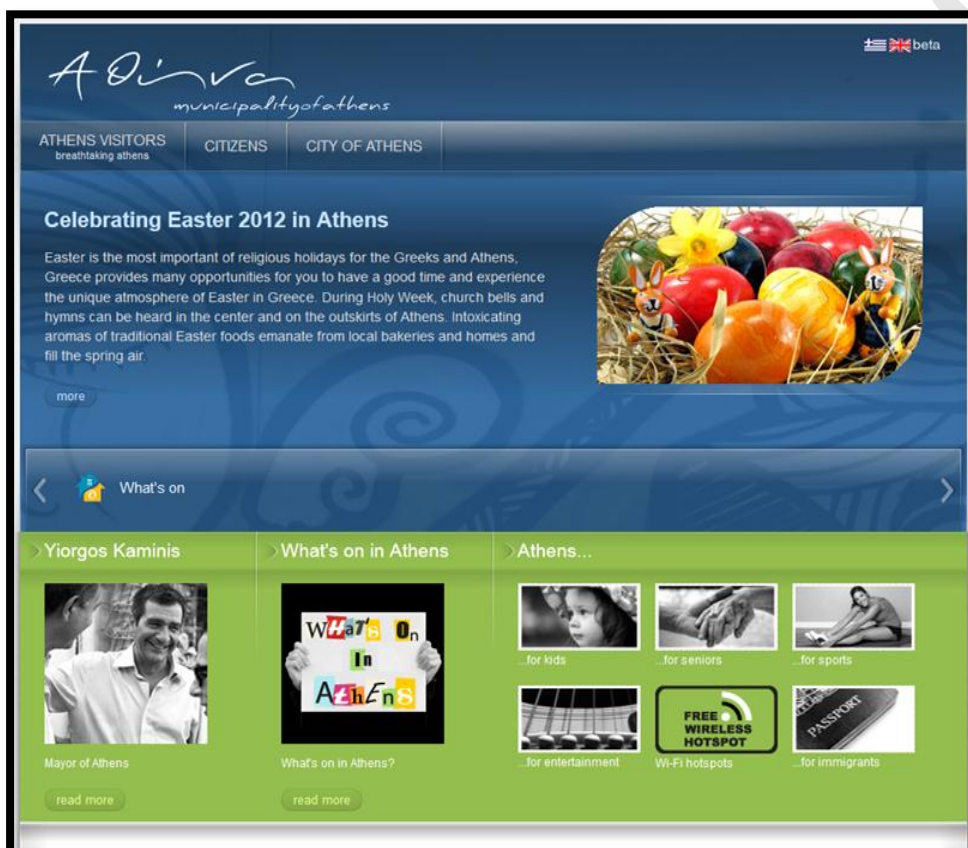 beta
Αθίνα
municipalityofathens
ATHENS VISITORS
breathtaking athens
CITIZENS
CITY OF ATHENS
Celebrating Easter 2012 in Athens
Easter is the most important of religious holidays for the Greeks and Athens,
Greece provides many opportunities for you to have a good time and experience
the unique atmosphere of Easter in Greece. During Holy Week, church bells and
hymns can be heard in the center and on the outskirts of Athens. Intoxicating
aromas of traditional Easter foods emanate from local bakeries and homes and
fill the spring air.
more
What's on
Yiorgos Kaminis
What's on in Athens
Athens...
WHaT'S On
In
AthEnS
Mayor of Athens
read more
What's on in Athens?
read more
...for kids
...for seniors
...for sports
FREE
WIRELESS
HOTSPOT
PASSPORT
...for entertainment
Wi-Fi hotspots
...for immigrants